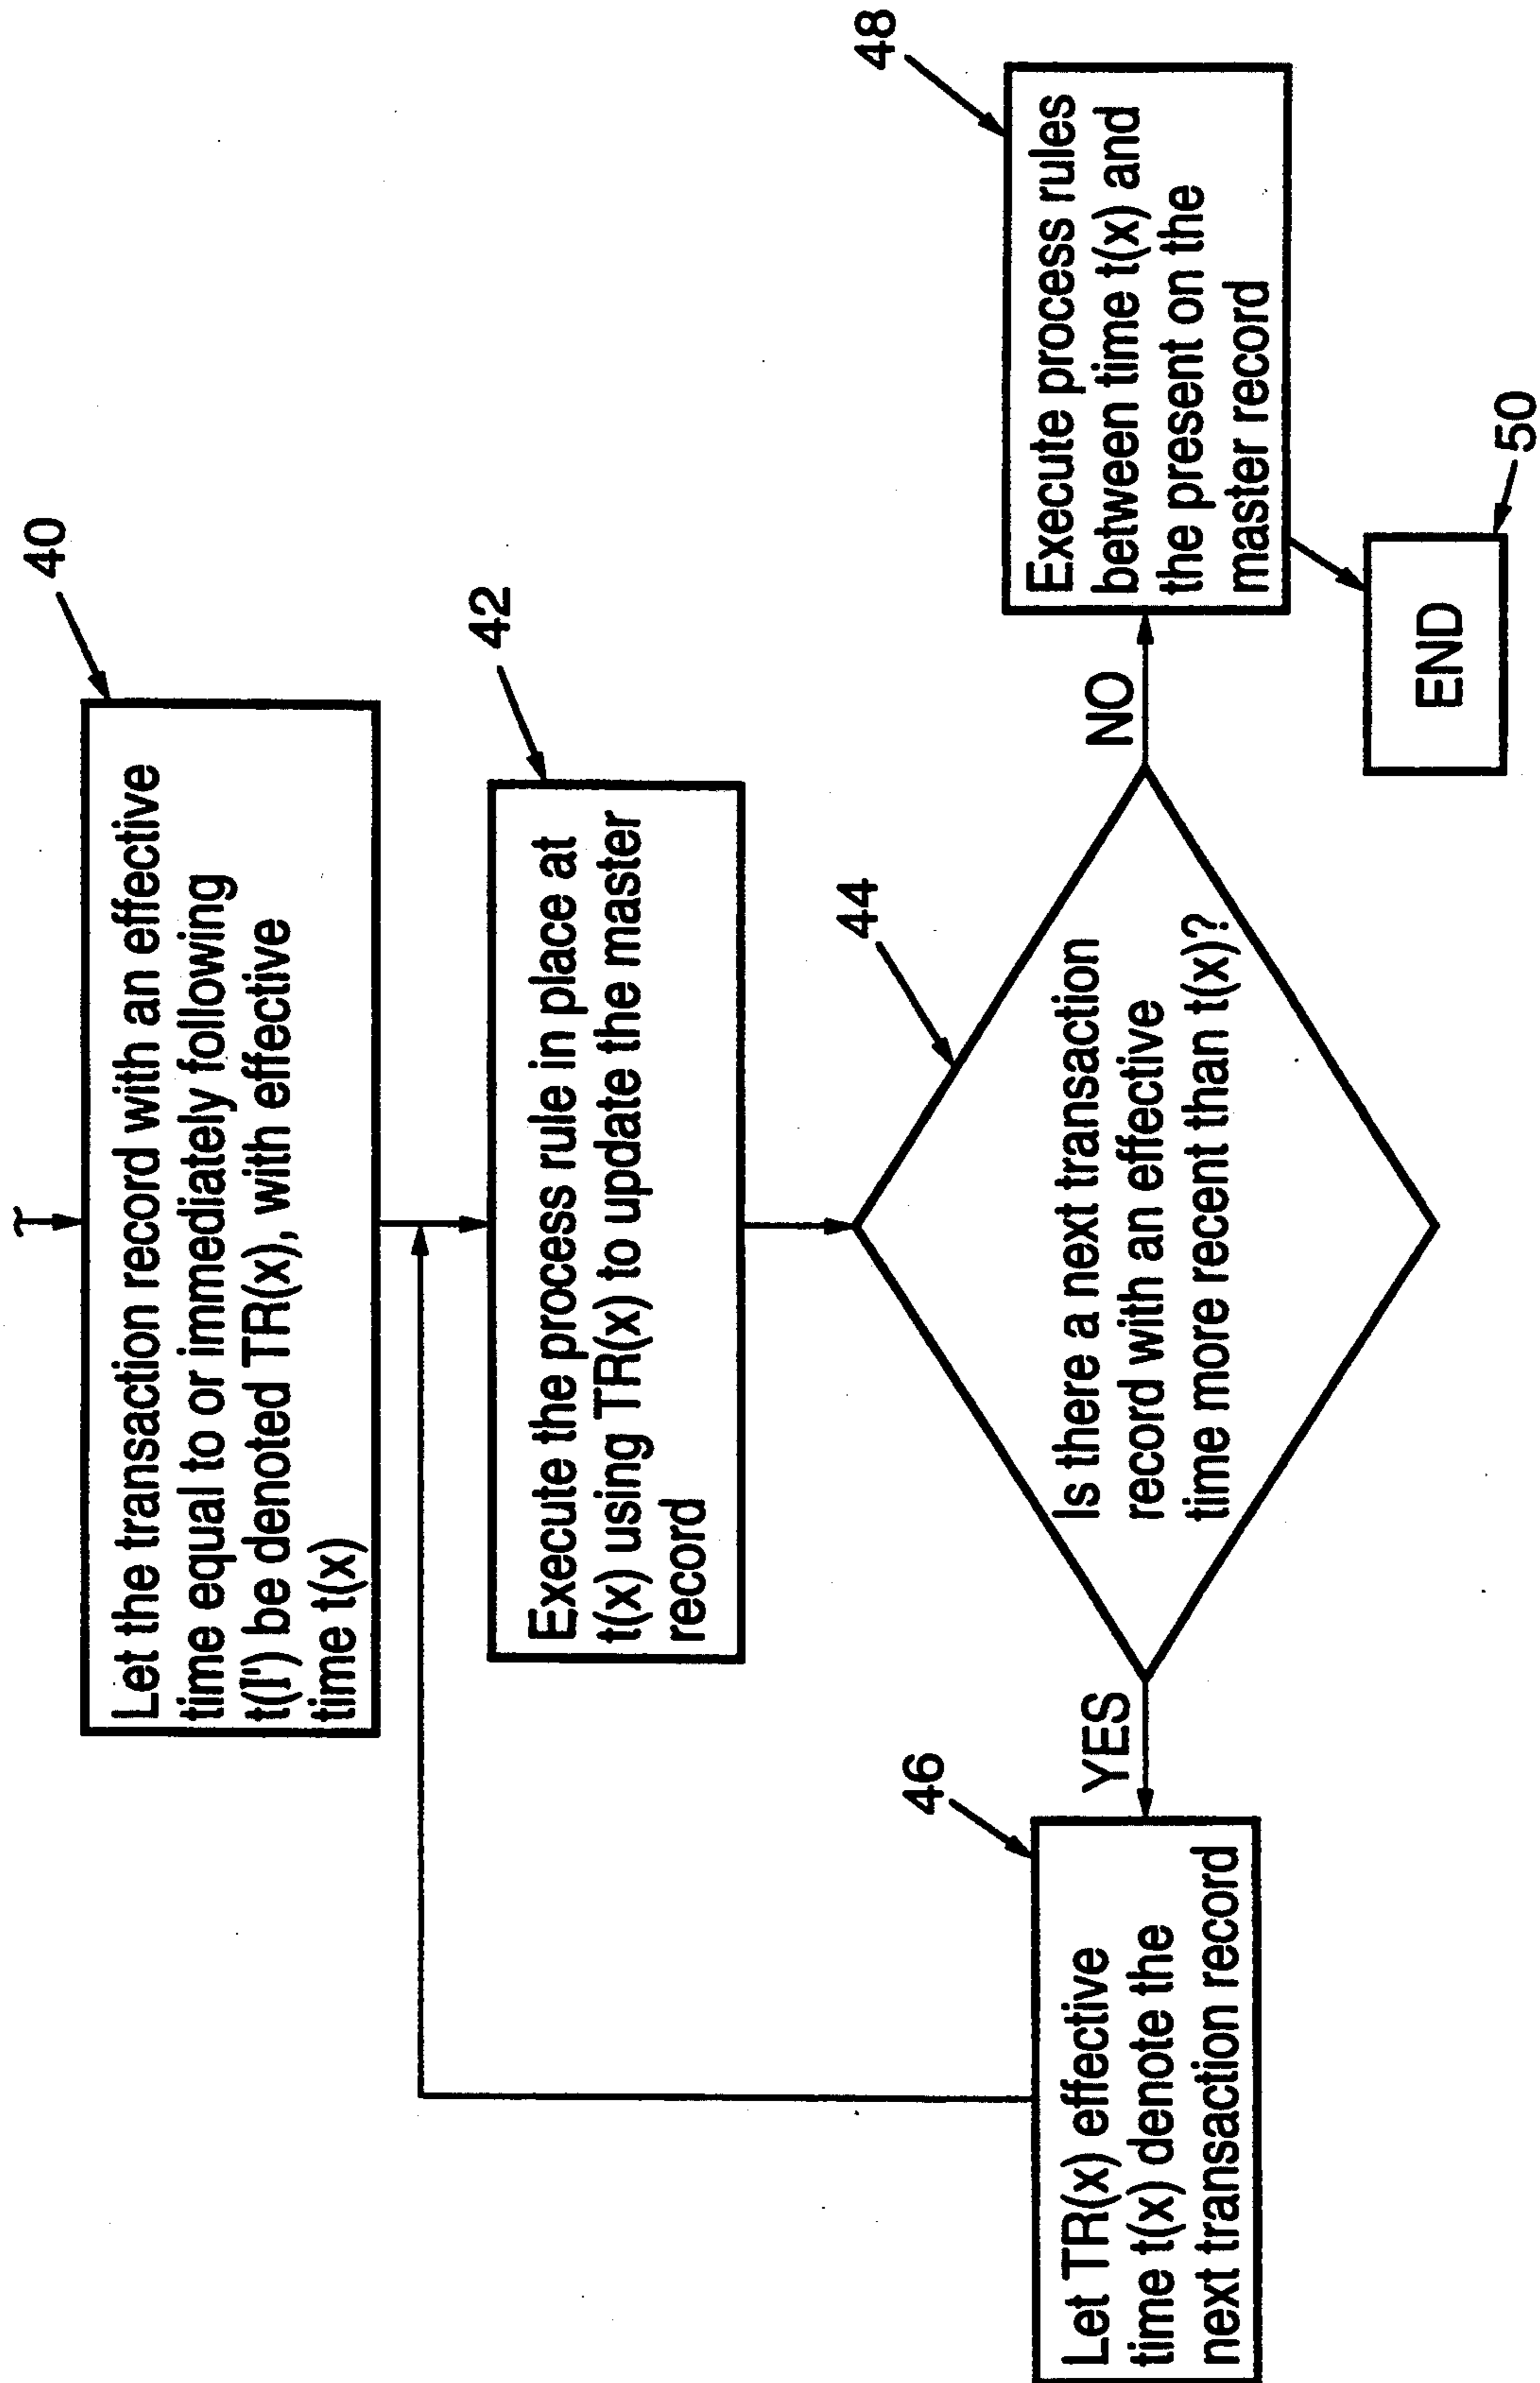 40
Let the transaction record with an effective
time equal to or immediately following
t(I') be denoted TR(x), with effective
time t(x)
42
Execute the process rule in place at
t(x) using TR(x) to update the master
record
44
Is there a next transaction
record with an effective
time more recent than t(x)?
YES
NO
46
Let TR(x) effective
time t(x) denote the
next transaction record
48
Execute process rules
between time t(x) and
the present on the
master record
END
50